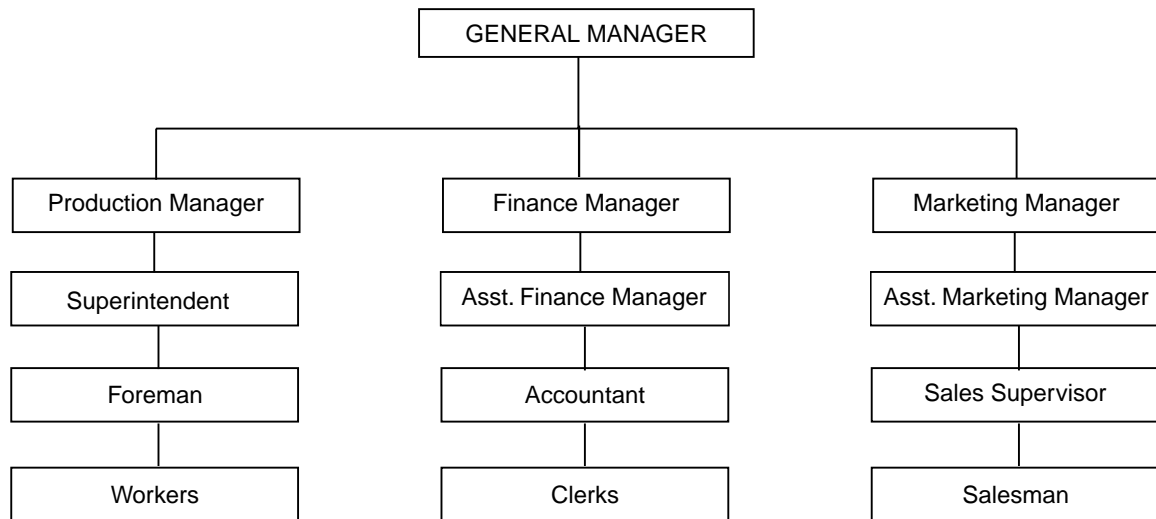 GENERAL MANAGER
Production Manager
Finance Manager
Marketing Manager
Superintendent
Asst. Finance Manager
Asst. Marketing Manager
Foreman
Accountant
Sales Supervisor
Workers
Clerks
Salesman